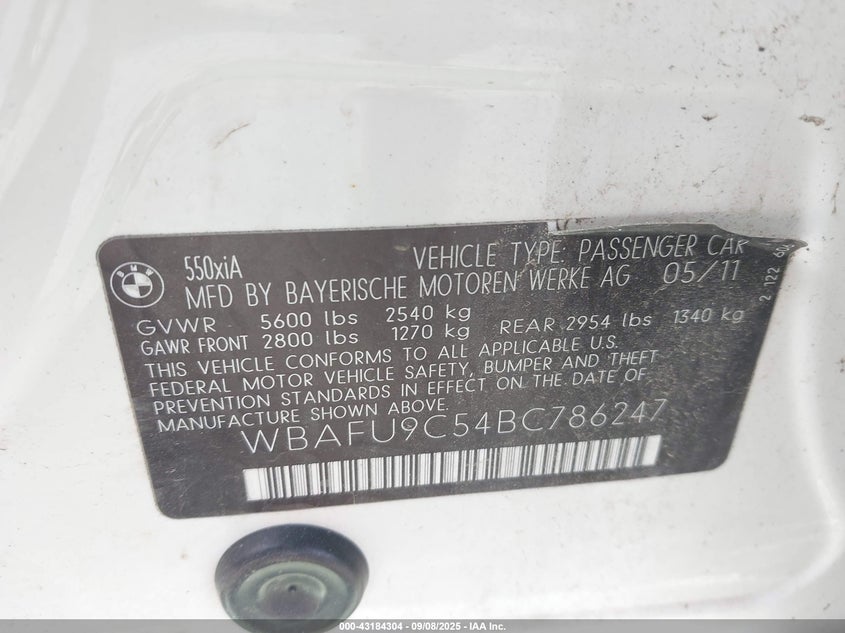 BMW
550xiA
VEHICLE TYPE: PASSENGER CAR
MFD BY BAYERISCHE MOTOREN WERKE AG 05/11
GVWR 5600 lbs 2540 kg
GAWR FRONT 2800 lbs 1270 kg REAR 2954 lbs 1340 kg
THIS VEHICLE CONFORMS TO ALL APPLICABLE U.S.
FEDERAL MOTOR VEHICLE SAFETY, BUMPER AND THEFT
PREVENTION STANDARDS IN EFFECT ON THE DATE OF
MANUFACTURE SHOWN ABOVE.
WBAFU9C54BC786247
2 122
000-43184304 - 09/08/2025 - IAA Inc.